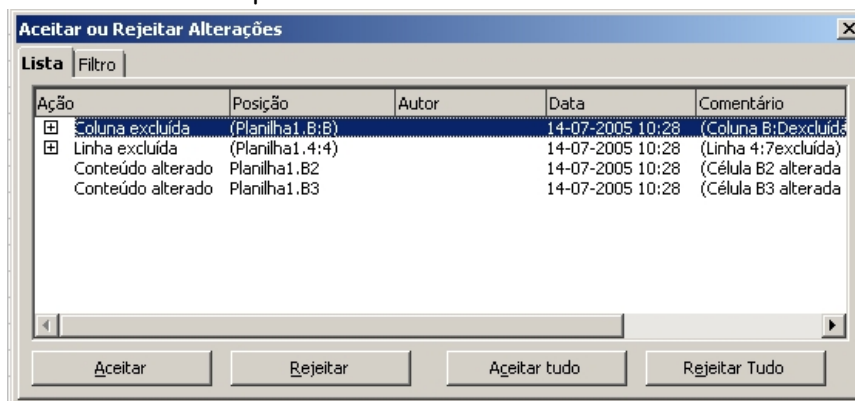 Aceitar ou Rejeitar Alterações
Lista Filtro
Ação Posição Autor Data Comentário
Coluna excluída (Planilha1.B:B) 14-07-2005 10:28 (Coluna B:Dexcluída
Linha excluída (Planilha1.4:4) 14-07-2005 10:28 (Linha 4:7excluída)
Conteúdo alterado Planilha1.B2 14-07-2005 10:28 (Célula B2 alterada
Conteúdo alterado Planilha1.B3 14-07-2005 10:28 (Célula B3 alterada
Aceitar Rejeitar Aceitar tudo Rejeitar Tudo